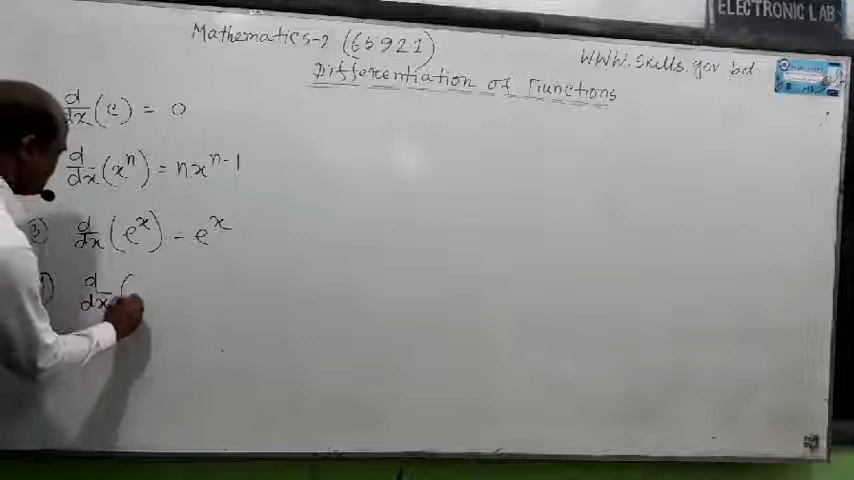 ELECTRONIC LAB
Mathematics-2 (65921)
WWW.skills.gov bd
Differentiation of Functions
d/dx (c) = 0
d/dx (x^n) = nx^n-1
③ d/dx (e^x) = e^x
d/dx (